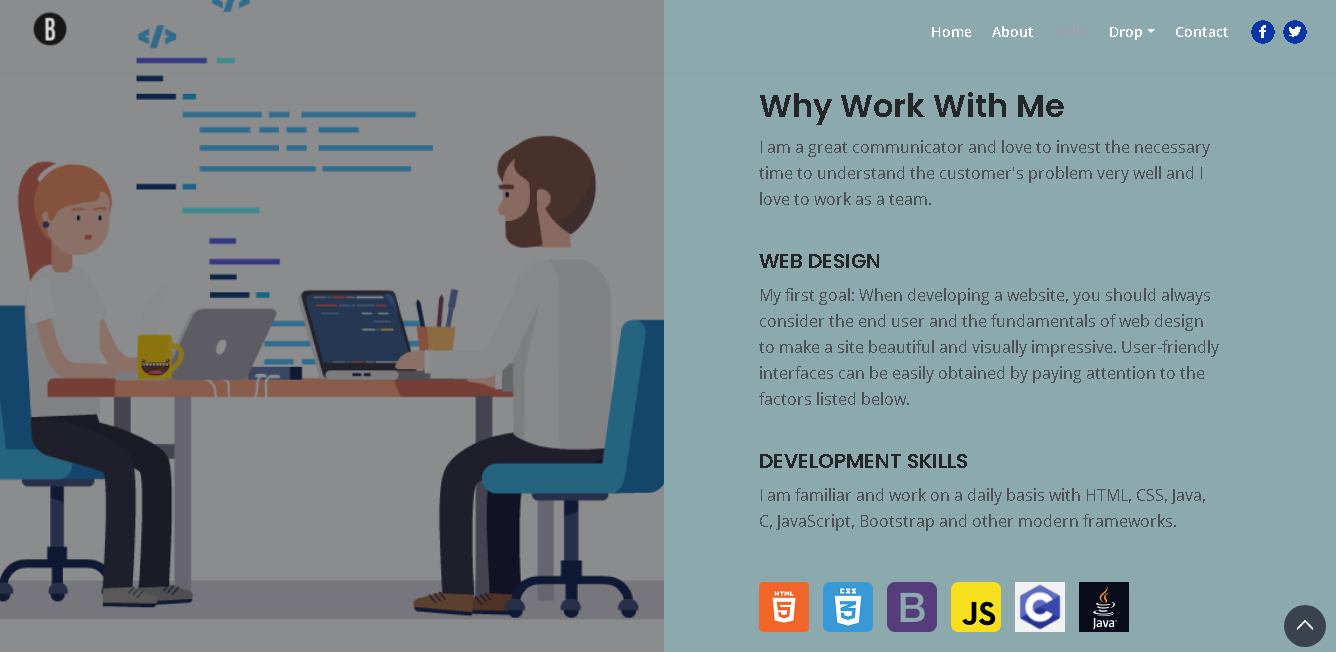 B
Home About Drop Contact
Why Work With Me
I am a great communicator and love to invest the necessary
time to understand the customer's problem very well and I
love to work as a team.
WEB DESIGN
My first goal: When developing a website, you should always
consider the end user and the fundamentals of web design
to make a site beautiful and visually impressive. User-friendly
interfaces can be easily obtained by paying attention to the
factors listed below.
DEVELOPMENT SKILLS
I am familiar and work on a daily basis with HTML, CSS, Java,
C, JavaScript, Bootstrap and other modern frameworks.
HTML 5 CSS 3 B JS C Java